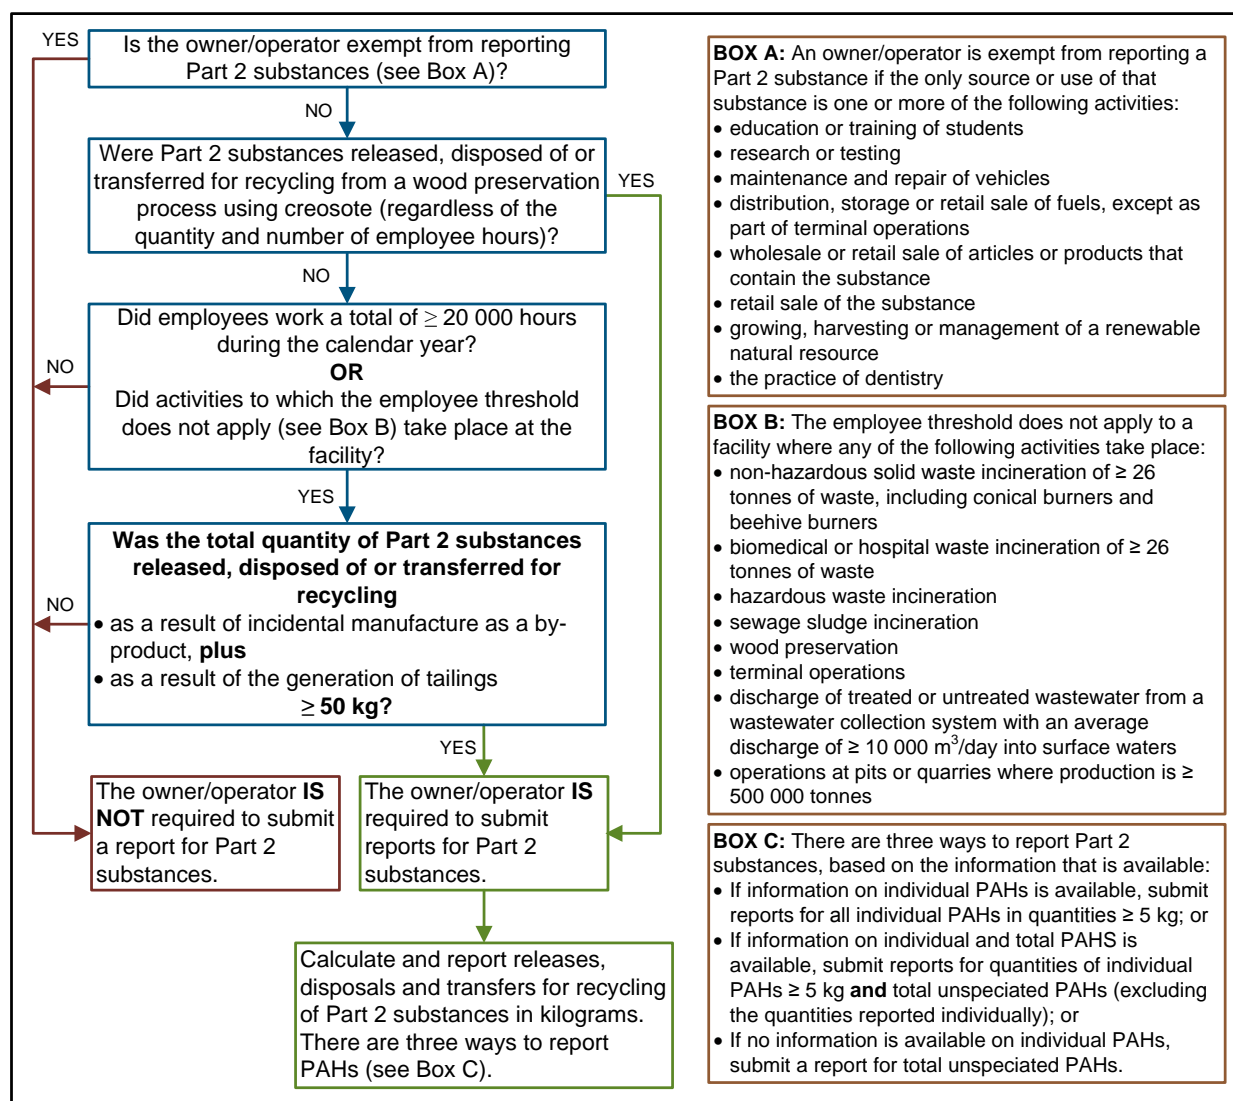 YES
Is the owner/operator exempt from reporting
Part 2 substances (see Box A)?
NO
Were Part 2 substances released, disposed of or
transferred for recycling from a wood preservation
process using creosote (regardless of the
quantity and number of employee hours)?
YES
NO
Did employees work a total of ≥ 20 000 hours
during the calendar year?
OR
Did activities to which the employee threshold
does not apply (see Box B) take place at the
facility?
NO
YES
Was the total quantity of Part 2 substances
released, disposed of or transferred for
recycling
• as a result of incidental manufacture as a by-
product, plus
• as a result of the generation of tailings
≥ 50 kg?
NO
YES
The owner/operator IS
NOT required to submit
a report for Part 2
substances.
The owner/operator IS
required to submit
reports for Part 2
substances.
Calculate and report releases,
disposals and transfers for recycling
of Part 2 substances in kilograms.
There are three ways to report
PAHs (see Box C).
BOX A: An owner/operator is exempt from reporting a
Part 2 substance if the only source or use of that
substance is one or more of the following activities:
• education or training of students
• research or testing
• maintenance and repair of vehicles
• distribution, storage or retail sale of fuels, except as
part of terminal operations
• wholesale or retail sale of articles or products that
contain the substance
• retail sale of the substance
• growing, harvesting or management of a renewable
natural resource
• the practice of dentistry
BOX B: The employee threshold does not apply to a
facility where any of the following activities take place:
• non-hazardous solid waste incineration of ≥ 26
tonnes of waste, including conical burners and
beehive burners
• biomedical or hospital waste incineration of ≥ 26
tonnes of waste
• hazardous waste incineration
• sewage sludge incineration
• wood preservation
• terminal operations
• discharge of treated or untreated wastewater from a
wastewater collection system with an average
discharge of ≥ 10 000 m³/day into surface waters
• operations at pits or quarries where production is ≥
500 000 tonnes
BOX C: There are three ways to report Part 2
substances, based on the information that is available:
• If information on individual PAHs is available, submit
reports for all individual PAHs in quantities ≥ 5 kg; or
• If information on individual and total PAHS is
available, submit reports for quantities of individual
PAHs ≥ 5 kg and total unspeciated PAHs (excluding
the quantities reported individually); or
• If no information is available on individual PAHs,
submit a report for total unspeciated PAHs.